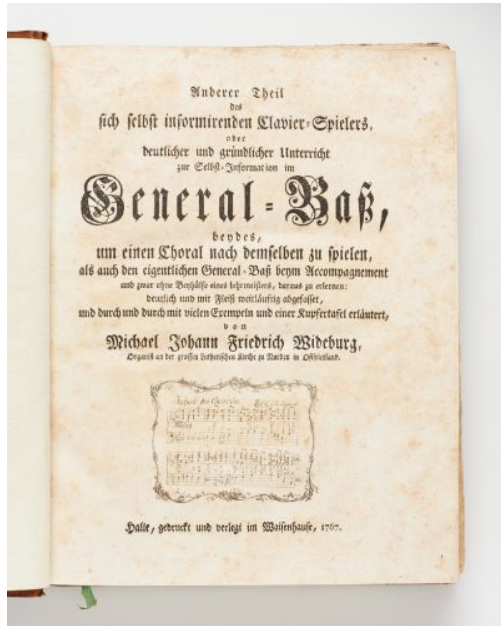 Anderer Theil
des
sich selbst informirenden Clavier-Spielers,
oder
deutlicher und gründlicher Unterricht
zur Selbst-Information im
General-Baß,
beydes,
um einen Choral nach demselben zu spielen,
als auch den eigentlichen General-Baß beym Accompagnement
und zwar ohne Beyhülfe eines Lehrmeisters, daraus zu erlernen:
deutlich und mit Fleiß weitläuftig abgefasset,
und durch und durch mit vielen Exempeln und einer Kupfertafel erläutert,
von
Michael Johann Friedrich Wideburg,
Organist an der grossen Lutherischen Kirche zu Norden in Ostfriesland.
Halle, gedruckt und verlegt im Waisenhause, 1767.